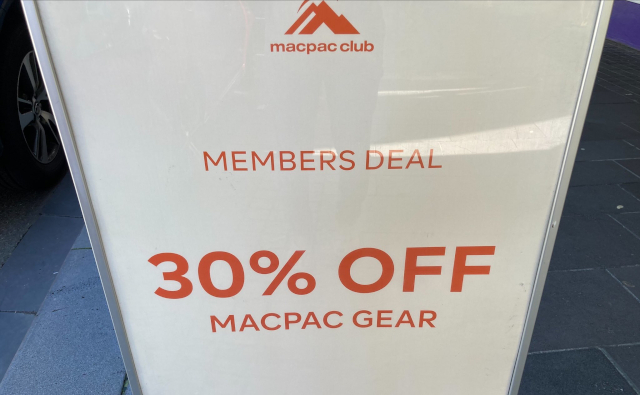 macpac club
MEMBERS DEAL
30% OFF
MACPAC GEAR